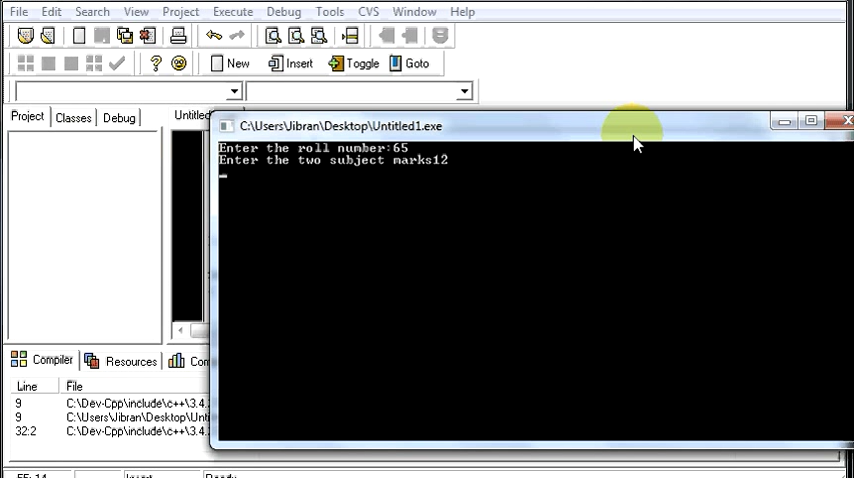 File Edit Search View Project Execute Debug Tools CVS Window Help
New Insert Toggle Goto
Project Classes Debug
C:\Users\Jibran\Desktop\Untitled1.exe
Enter the roll number:65
Enter the two subject marks12
Compiler Resources
Line File
9 C:\Dev-Cpp\include\c++\3.4.
9 C:\Users\Jibran\Desktop\Unti
32:2 C:\Dev-Cpp\include\c++\3.4.